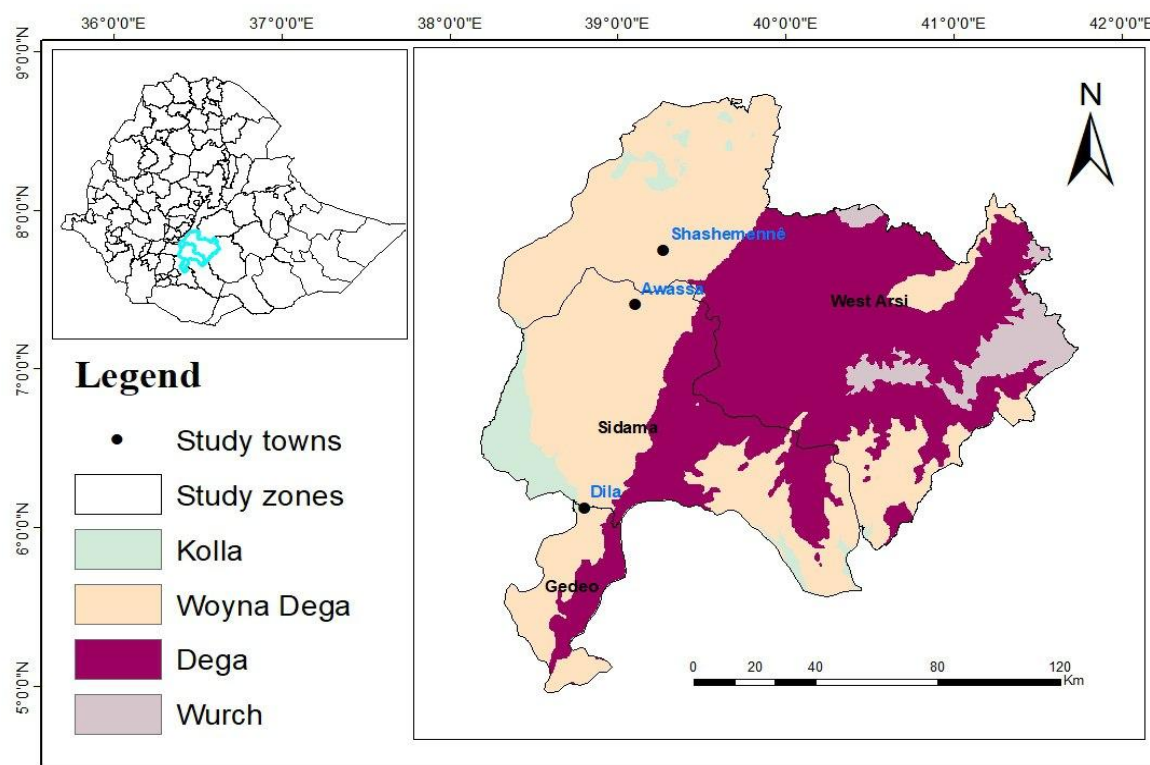 36°0'0"E
37°0'0"E
38°0'0"E
39°0'0"E
40°0'0"E
41°0'0"E
42°0'0"E
9°0'0"N
8°0'0"N
7°0'0"N
6°0'0"N
5°0'0"N
N
Shashemennê
Awassa
West Arsi
Sidama
Dila
Gedeo
Legend
Study towns
Study zones
Kolla
Woyna Dega
Dega
Wurch
0 20 40 80 120
Km